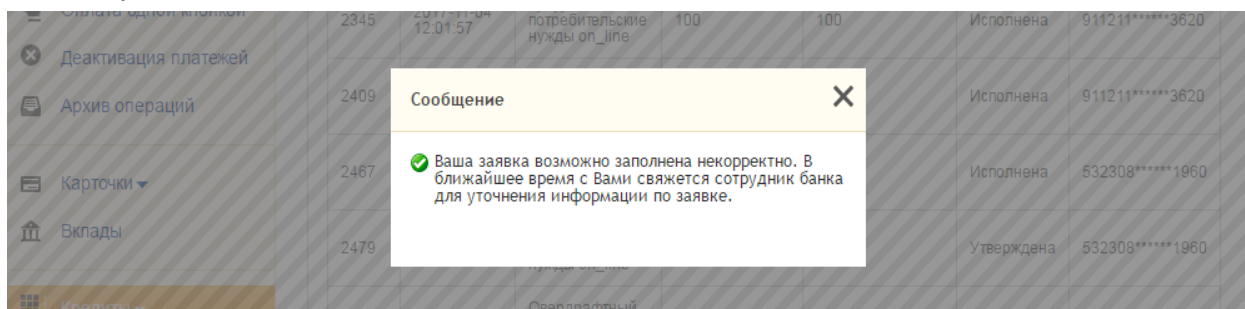 Оплата одной кнопкой
Деактивация платежей
Архив операций
Карточки
Вклады
Кредиты
2345
2017-11-04
12:01:57
потребительские
нужды on_line
100
100
Исполнена
911211******3620
2409
Исполнена
911211******3620
2467
Исполнена
532308******1960
2479
нужды on_line
Утверждена
532308******1960
Овердрафтный
Сообщение
Ваша заявка возможно заполнена некорректно. В
ближайшее время с Вами свяжется сотрудник банка
для уточнения информации по заявке.